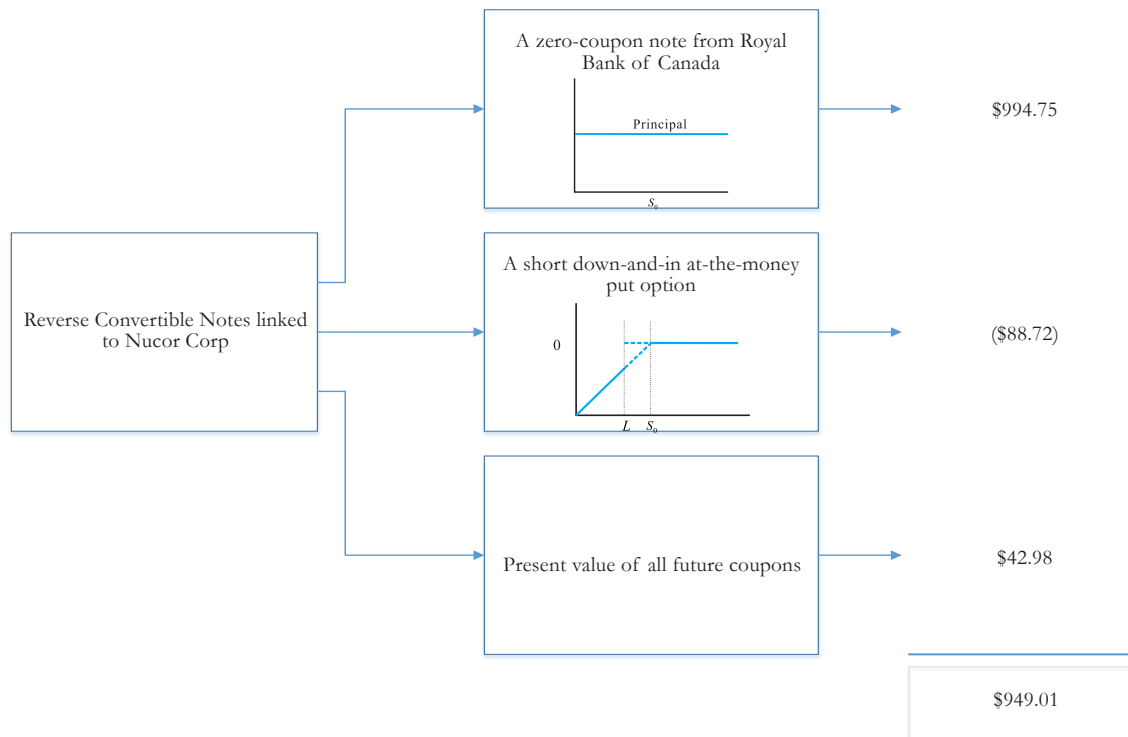 A zero-coupon note from Royal
Bank of Canada
Principal
S₀
$994.75
Reverse Convertible Notes linked
to Nucor Corp
A short down-and-in at-the-money
put option
0
L S₀
($88.72)
Present value of all future coupons
$42.98
$949.01